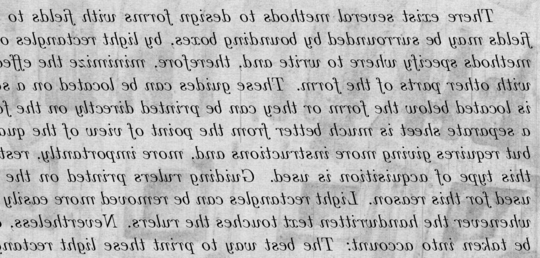 There exist several methods to design forms with fields to
fields may be surrounded by bounding boxes, by light rectangles
methods specify where to write and, therefore, minimize the
with other parts of the form. These guides can be located on a
is located below the form or they can be printed directly on the
a separate sheet is much better from the point of view of the
but requires giving more instructions and, more importantly,
this type of acquisition is used. Guiding rulers printed on the
used for this reason. Light rectangles can be removed more easily
whenever the handwritten text touches the rulers. Nevertheless,
be taken into account: The best way to print these light